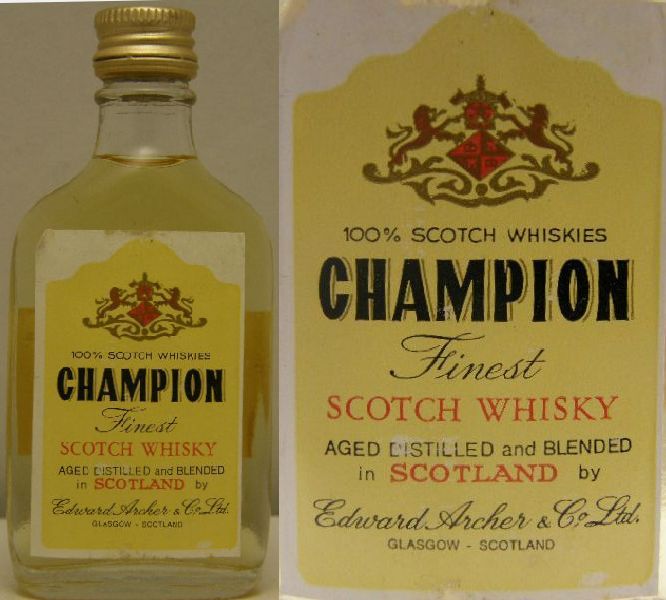 100% SCOTCH WHISKIES
CHAMPION
Finest
SCOTCH WHISKY
AGED DISTILLED and BLENDED
in SCOTLAND by
Edward Archer & Co. Ltd.
GLASGOW - SCOTLAND
100% SCOTCH WHISKIES
CHAMPION
Finest
SCOTCH WHISKY
AGED DISTILLED and BLENDED
in SCOTLAND by
Edward Archer & Co. Ltd.
GLASGOW - SCOTLAND